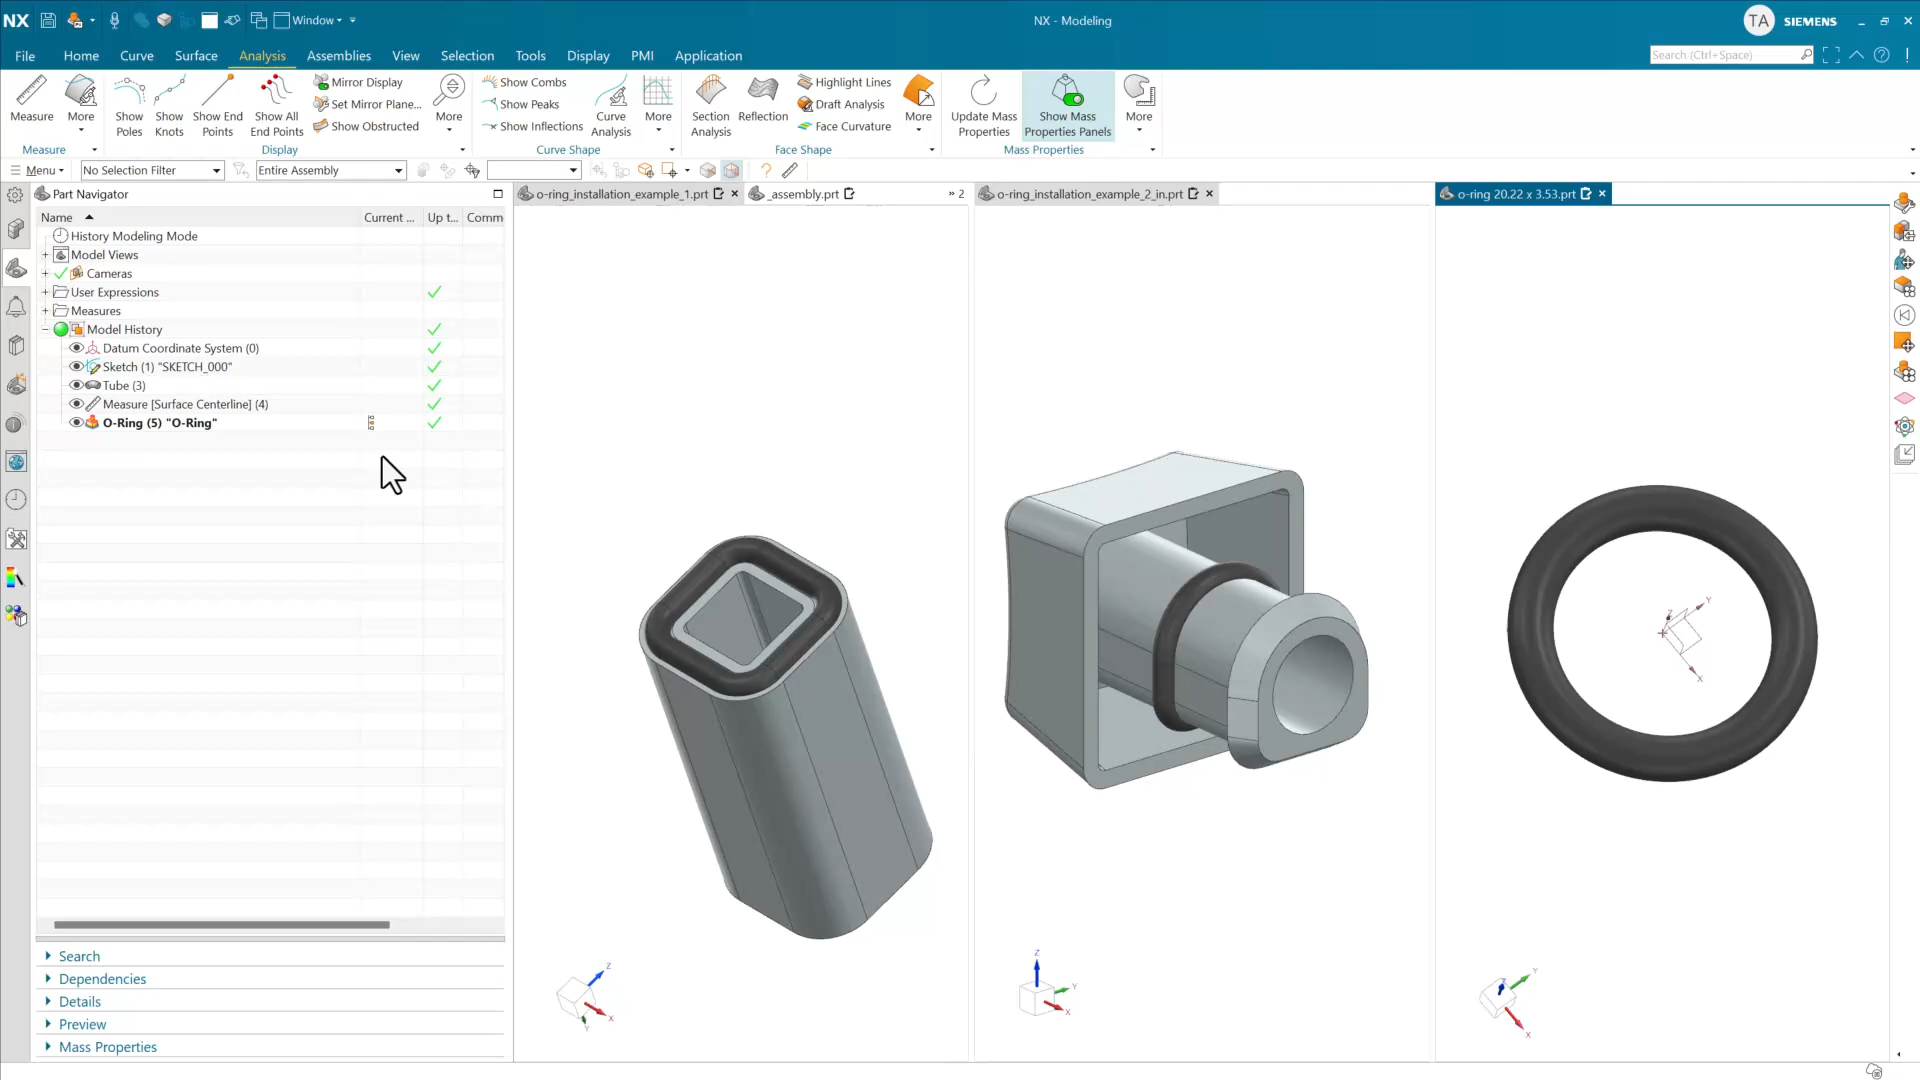 NX
Window
NX - Modeling
TA
SIEMENS
File
Home
Curve
Surface
Analysis
Assemblies
View
Selection
Tools
Display
PMI
Application
Search (Ctrl+Space)
Measure
More
Show
Poles
Show
Knots
Show End
Points
Show All
End Points
Mirror Display
Set Mirror Plane...
Show Obstructed
More
Show Combs
Show Peaks
Show Inflections
Curve
Analysis
More
Section
Analysis
Reflection
Highlight Lines
Draft Analysis
Face Curvature
More
Update Mass
Properties
Show Mass
Properties Panels
More
Measure
Display
Curve Shape
Face Shape
Mass Properties
Menu
No Selection Filter
Entire Assembly
Part Navigator
o-ring_installation_example_1.prt
_assembly.prt
» 2
o-ring_installation_example_2_in.prt
o-ring 20.22 x 3.53.prt
Name
Current ...
Up t...
Comm
History Modeling Mode
Model Views
Cameras
User Expressions
Measures
Model History
Datum Coordinate System (0)
Sketch (1) "SKETCH_000"
Tube (3)
Measure [Surface Centerline] (4)
O-Ring (5) "O-Ring"
Z
Y
X
Search
Dependencies
Details
Preview
Mass Properties
Z
X
Y
Z
Y
X
Z
Y
X